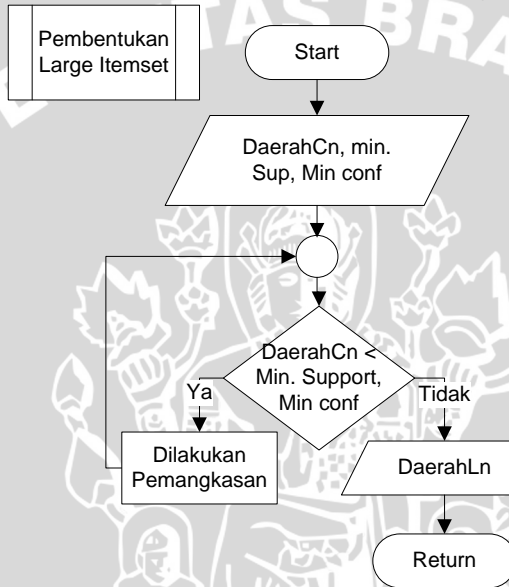 Pembentukan
Large Itemset
Start
DaerahCn, min.
Sup, Min conf
DaerahCn <
Min. Support,
Min conf
Ya
Tidak
Dilakukan
Pemangkasan
DaerahLn
Return